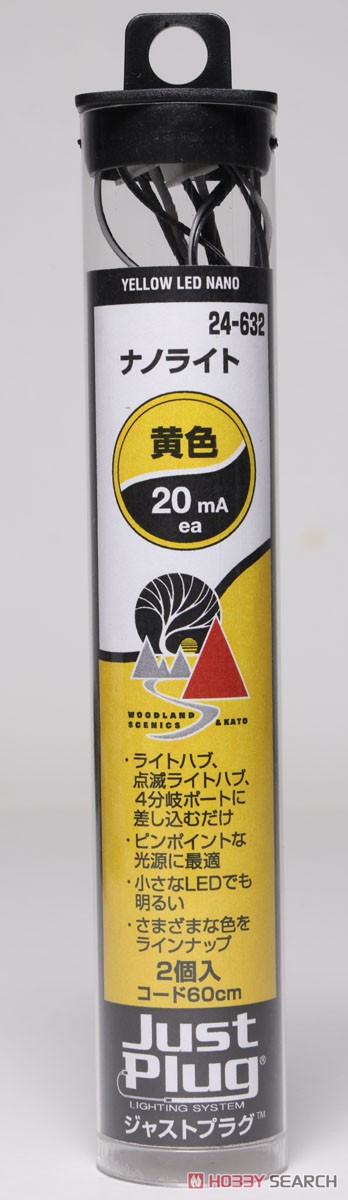 YELLOW LED NANO
24-632
ナノライト
黄色
20 mA
ea
WOODLAND
SCENICS & KATO
・ライトハブ、
点滅ライトハブ、
4分岐ポートに
差し込むだけ
・ピンポイントな
光源に最適
・小さなLEDでも
明るい
・さまざまな色を
ラインナップ
2個入
コード60cm
Just
Plug®
LIGHTING SYSTEM
ジャストプラグ™
HOBBY SEARCH